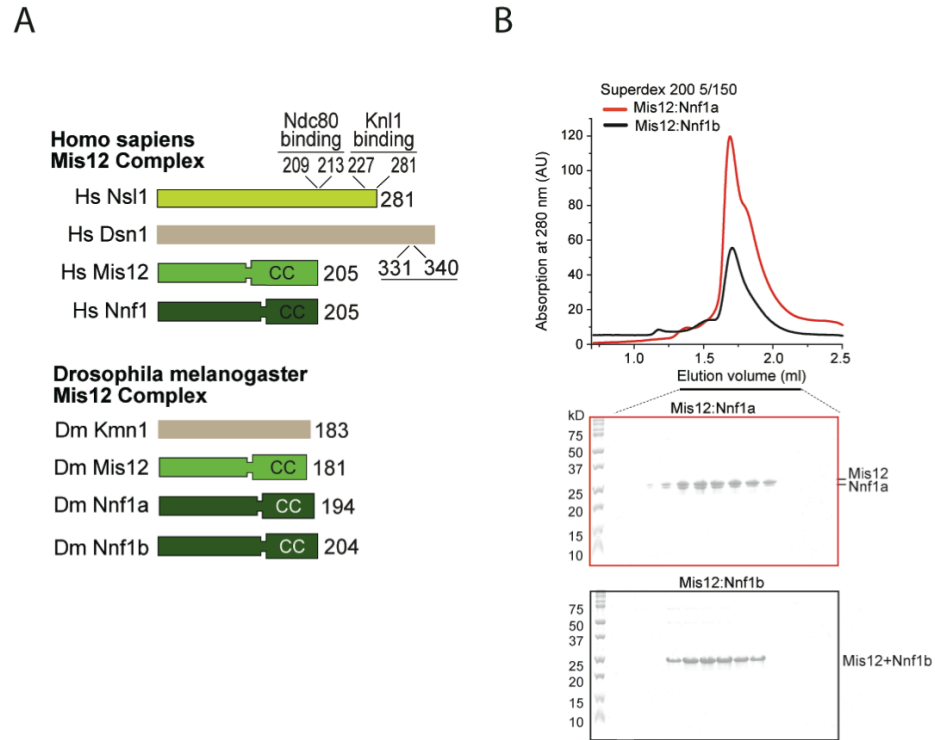 A
Homo sapiens
Mis12 Complex
Ndc80
binding
Knl1
binding
209 213 227 281
Hs Nsl1 281
Hs Dsn1
331 340
Hs Mis12 CC 205
Hs Nnf1 CC 205
Drosophila melanogaster
Mis12 Complex
Dm Kmn1 183
Dm Mis12 CC 181
Dm Nnf1a CC 194
Dm Nnf1b CC 204
B
Superdex 200 5/150
Mis12:Nnf1a
Mis12:Nnf1b
Absorption at 280 nm (AU)
120
100
80
60
40
20
0
1.0 1.5 2.0 2.5
Elution volume (ml)
Mis12:Nnf1a
kD
75
50
37
25
20
15
10
Mis12
Nnf1a
Mis12:Nnf1b
75
50
37
25
20
15
10
Mis12+Nnf1b